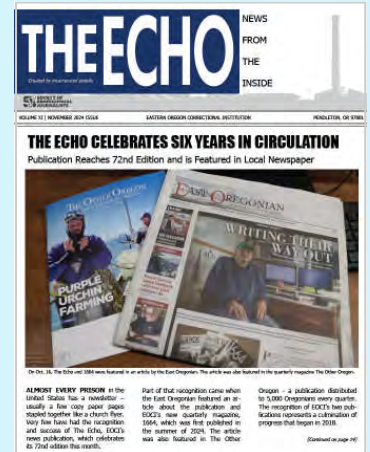 THE ECHO
NEWS
FROM
THE
INSIDE
Created by incarcerated people.
SOCIETY OF
PROFESSIONAL
JOURNALISTS
VOLUME XI | NOVEMBER 2024 ISSUE
EASTERN OREGON CORRECTIONAL INSTITUTION
PENDLETON, OR 97801
THE ECHO CELEBRATES SIX YEARS IN CIRCULATION
Publication Reaches 72nd Edition and is Featured in Local Newspaper
THE OTHER OREGON
PURPLE
URCHIN
FARMING
EAST OREGONIAN
WRITING THEIR
WAY OUT
On Oct. 16, The Echo and 1664 were featured in an article by the East Oregonian. The article was also featured in the quarterly magazine The Other Oregon.
ALMOST EVERY PRISON in the
United States has a newsletter –
usually a few copy paper pages
stapled together like a church flyer.
Very few have had the recognition
and success of The Echo, EOCI's
news publication, which celebrates
its 72nd edition this month.
Part of that recognition came when
the East Oregonian featured an ar-
ticle about the publication and
EOCI's new quarterly magazine,
1664, which was first published in
the summer of 2024. The article
was also featured in The Other
Oregon – a publication distributed
to 5,000 Oregonians every quarter.
The recognition of EOCI's two pub-
lications represents a culmination of
progress that began in 2018.
(Continued on page 14)